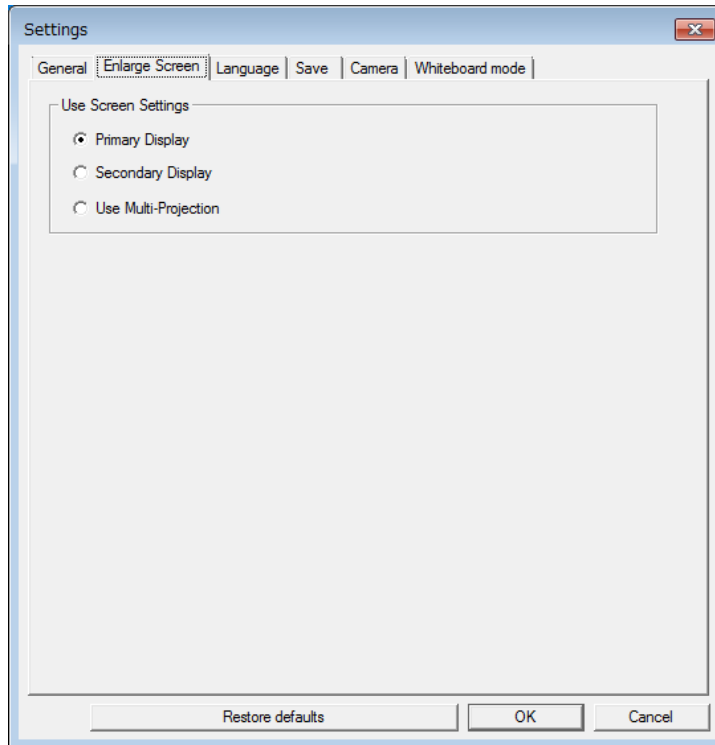 Settings
General Enlarge Screen Language Save Camera Whiteboard mode
Use Screen Settings
Primary Display
Secondary Display
Use Multi-Projection
Restore defaults OK Cancel